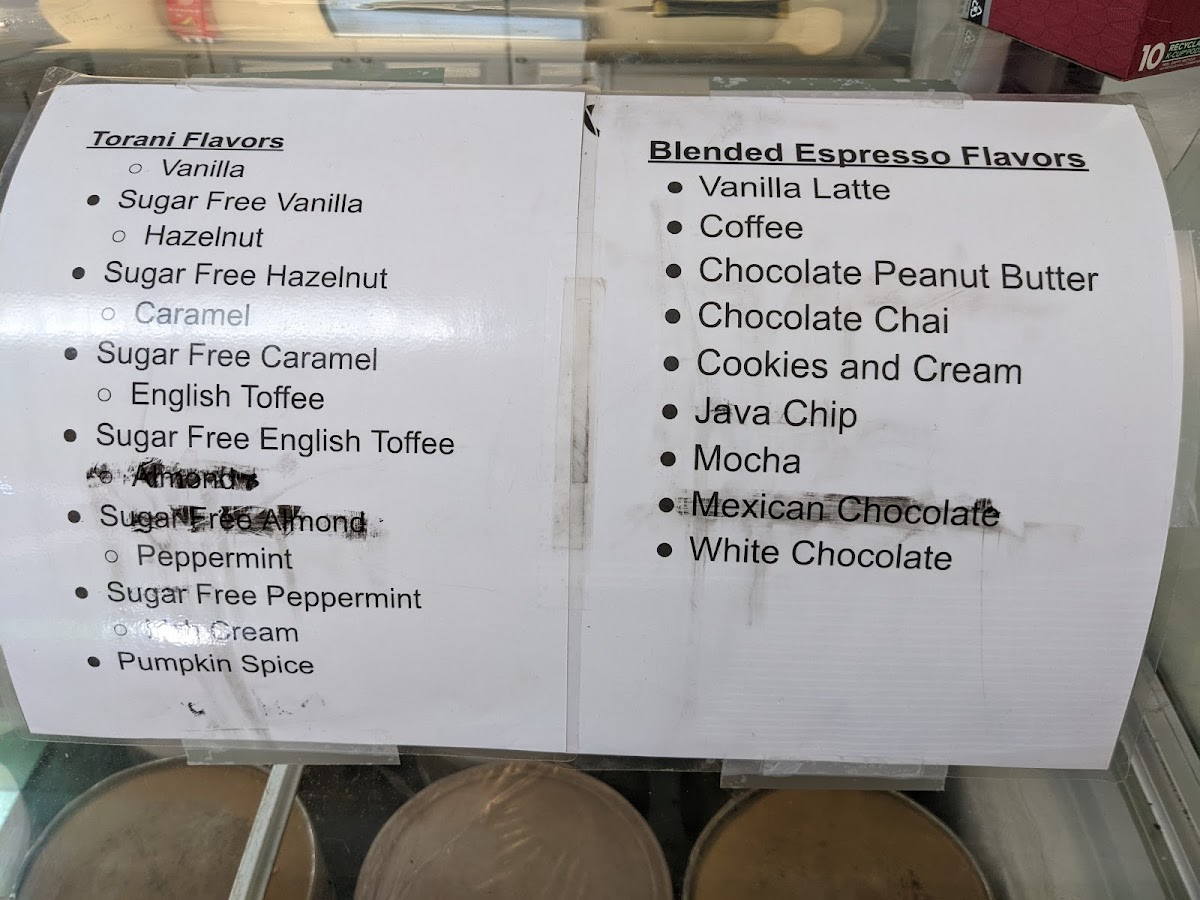 Torani Flavors
Vanilla
Sugar Free Vanilla
Hazelnut
Sugar Free Hazelnut
Caramel
Sugar Free Caramel
English Toffee
Sugar Free English Toffee
Almond
Sugar Free Almond
Peppermint
Sugar Free Peppermint
Cream
Pumpkin Spice
Blended Espresso Flavors
Vanilla Latte
Coffee
Chocolate Peanut Butter
Chocolate Chai
Cookies and Cream
Java Chip
Mocha
Mexican Chocolate
White Chocolate
10